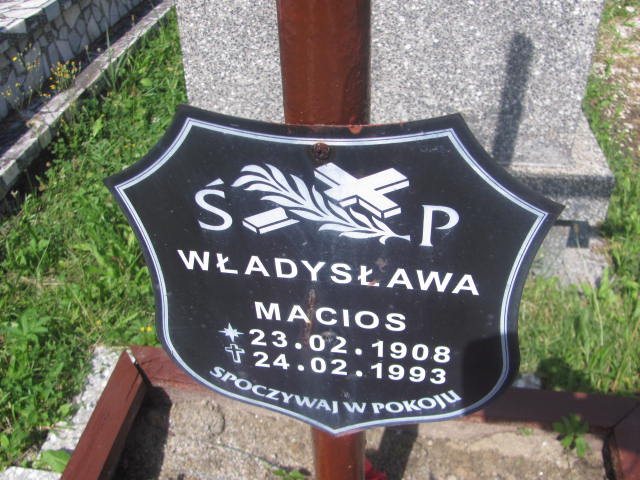 Ś P
WŁADYSŁAWA
MACIOS
23.02.1908
24.02.1993
SPOCZYWAJ W POKOJU